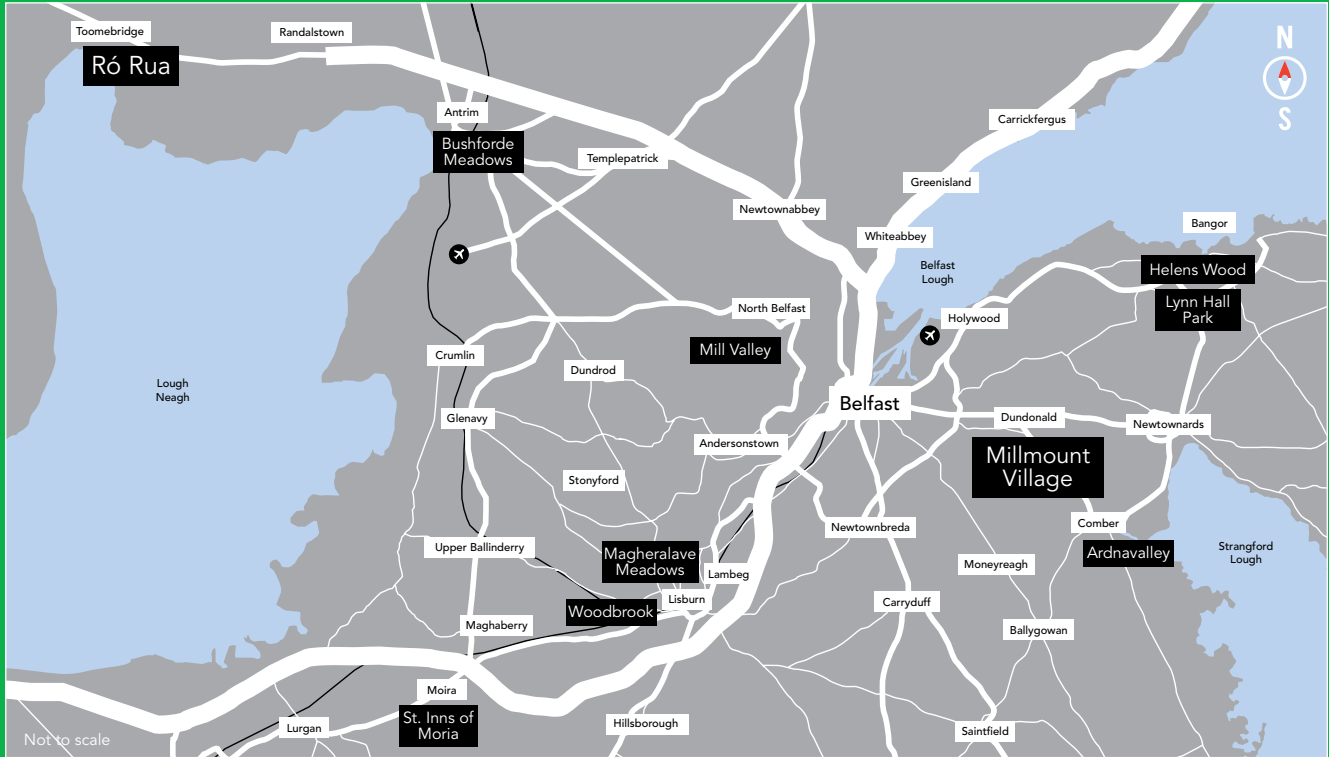 Toomebridge
Randalstown
N
Ró Rua
S
Antrim
Carrickfergus
Bushforde
Meadows
Templepatrick
Greenisland
Newtownabbey
Bangor
Whiteabbey
Belfast
Lough
Helens Wood
Lynn Hall
Park
North Belfast
Holywood
Mill Valley
Crumlin
Dundrod
Lough
Neagh
Belfast
Glenavy
Dundonald
Newtownards
Andersonstown
Millmount
Village
Stonyford
Comber
Newtownbreda
Upper Ballinderry
Magheralave
Meadows
Ardnavalley
Strangford
Lough
Moneyreagh
Lambeg
Lisburn
Woodbrook
Carryduff
Maghaberry
Ballygowan
Moira
St. Inns of
Moria
Hillsborough
Lurgan
Saintfield
Not to scale